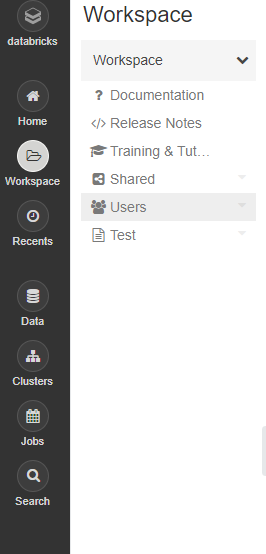 databricks
Home
Workspace
Recents
Data
Clusters
Jobs
Search
Workspace
Workspace
? Documentation
</> Release Notes
Training & Tut...
Shared
Users
Test